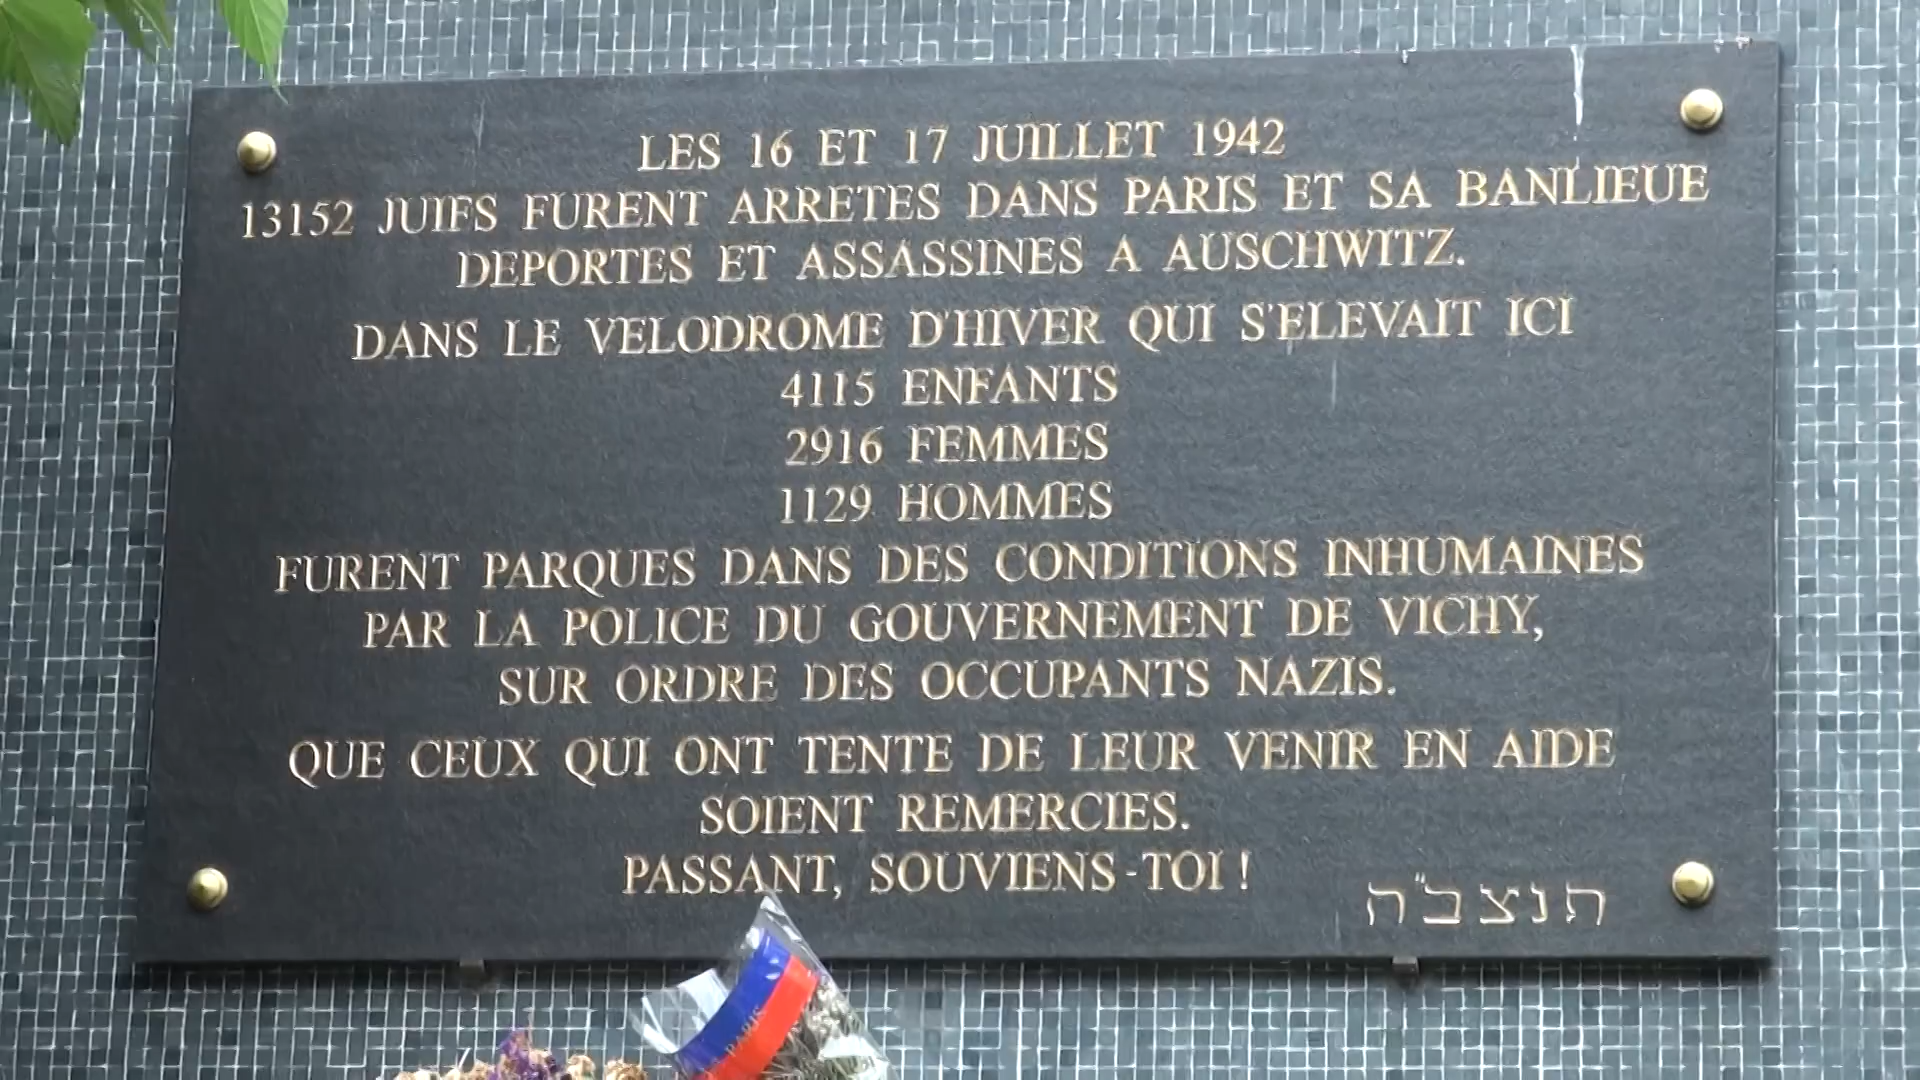 LES 16 ET 17 JUILLET 1942
13152 JUIFS FURENT ARRETES DANS PARIS ET SA BANLIEUE
DEPORTES ET ASSASSINES A AUSCHWITZ.
DANS LE VELODROME D'HIVER QUI S'ELEVAIT ICI
4115 ENFANTS
2916 FEMMES
1129 HOMMES
FURENT PARQUES DANS DES CONDITIONS INHUMAINES
PAR LA POLICE DU GOUVERNEMENT DE VICHY,
SUR ORDRE DES OCCUPANTS NAZIS.
QUE CEUX QUI ONT TENTE DE LEUR VENIR EN AIDE
SOIENT REMERCIES.
PASSANT, SOUVIENS-TOI !
תנצב"ה
PARIS